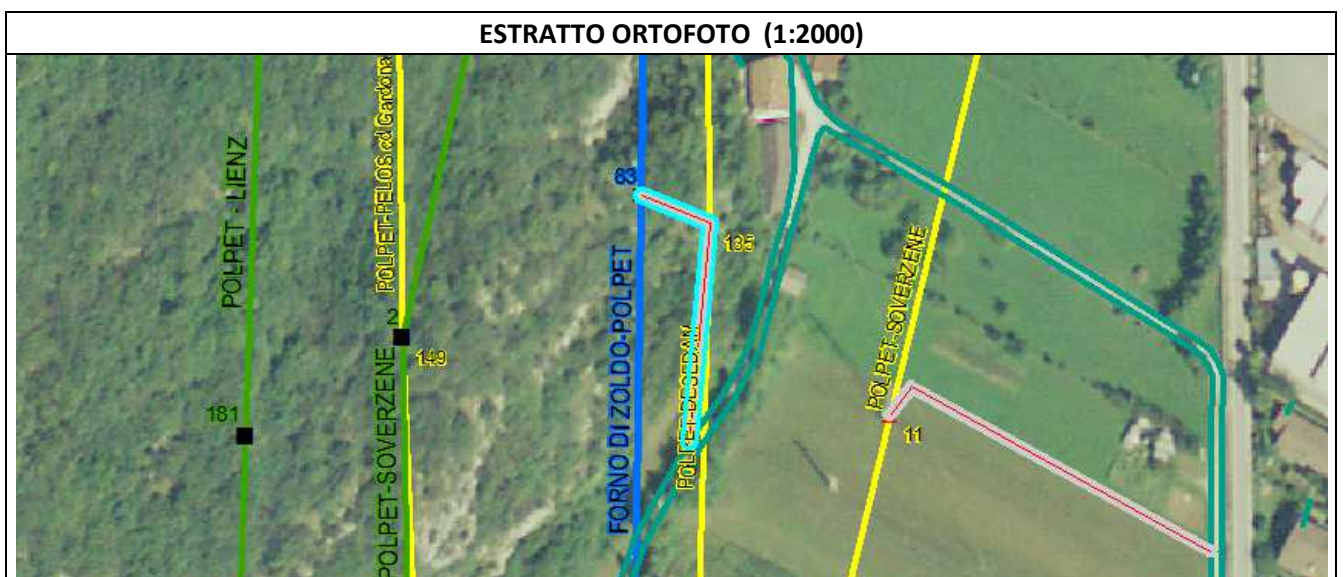 ESTRATTO ORTOFOTO (1:2000)
POLPET - LIENZ
POLPET-PELOS cd Gardona
83
135
FORNO DI ZOLDO-POLPET
POLPET-SOVERZENE
2
149
181
POLPET-SOVERZENE
11